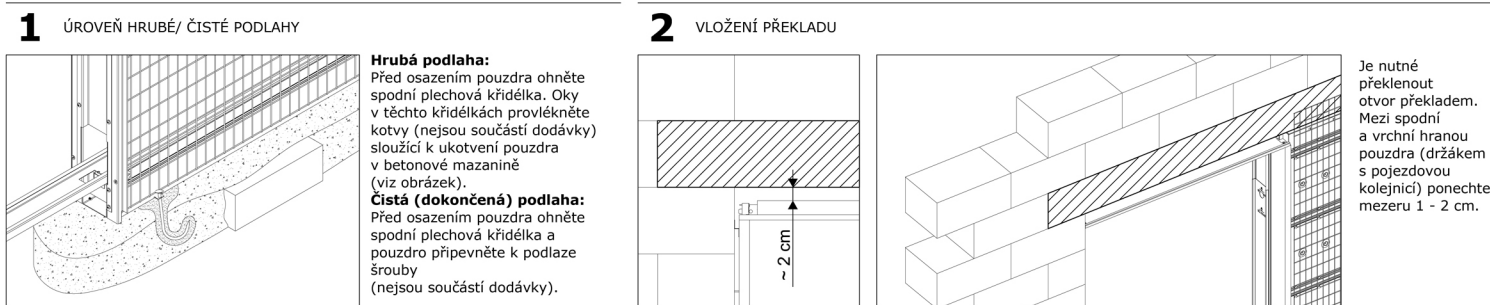 1 ÚROVEŇ HRUBÉ/ ČISTÉ PODLAHY
Hrubá podlaha:
Před osazením pouzdra ohněte
spodní plechová křidélka. Oky
v těchto křidélkách provlékněte
kotvy (nejsou součástí dodávky)
sloužící k ukotvení pouzdra
v betonové mazanině
(viz obrázek).
Čistá (dokončená) podlaha:
Před osazením pouzdra ohněte
spodní plechová křidélka a
pouzdro připevněte k podlaze
šrouby
(nejsou součástí dodávky).
2 VLOŽENÍ PŘEKLADU
~ 2 cm
Je nutné
překlenout
otvor překladem.
Mezi spodní
a vrchní hranou
pouzdra (držákem
s pojezdovou
kolejnicí) ponechte
mezeru 1 - 2 cm.